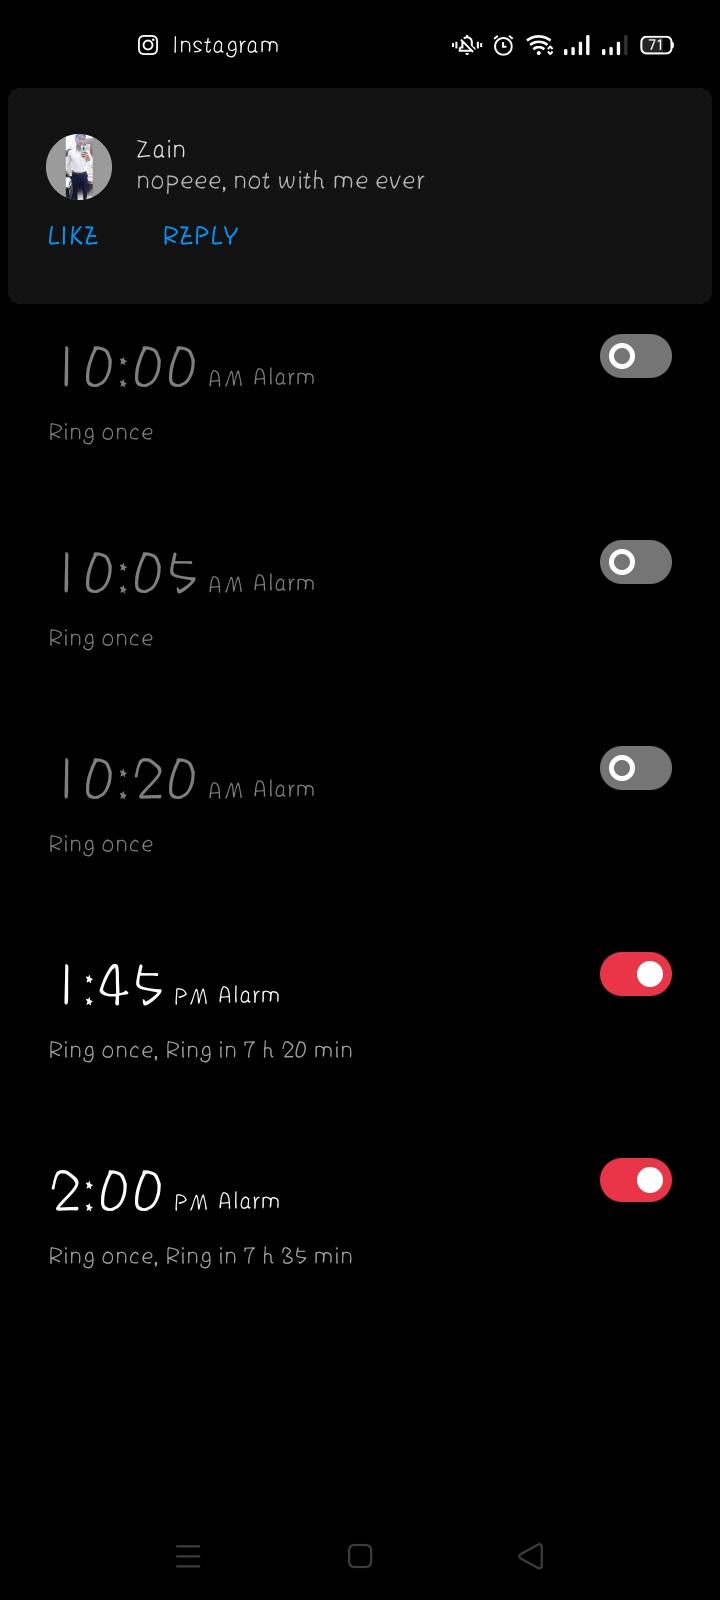 Instagram 71
Zain
nopeee, not with me ever
LIKE REPLY
10:00 AM Alarm
Ring once
10:05 AM Alarm
Ring once
10:20 AM Alarm
Ring once
1:45 PM Alarm
Ring once, Ring in 7 h 20 min
2:00 PM Alarm
Ring once, Ring in 7 h 35 min